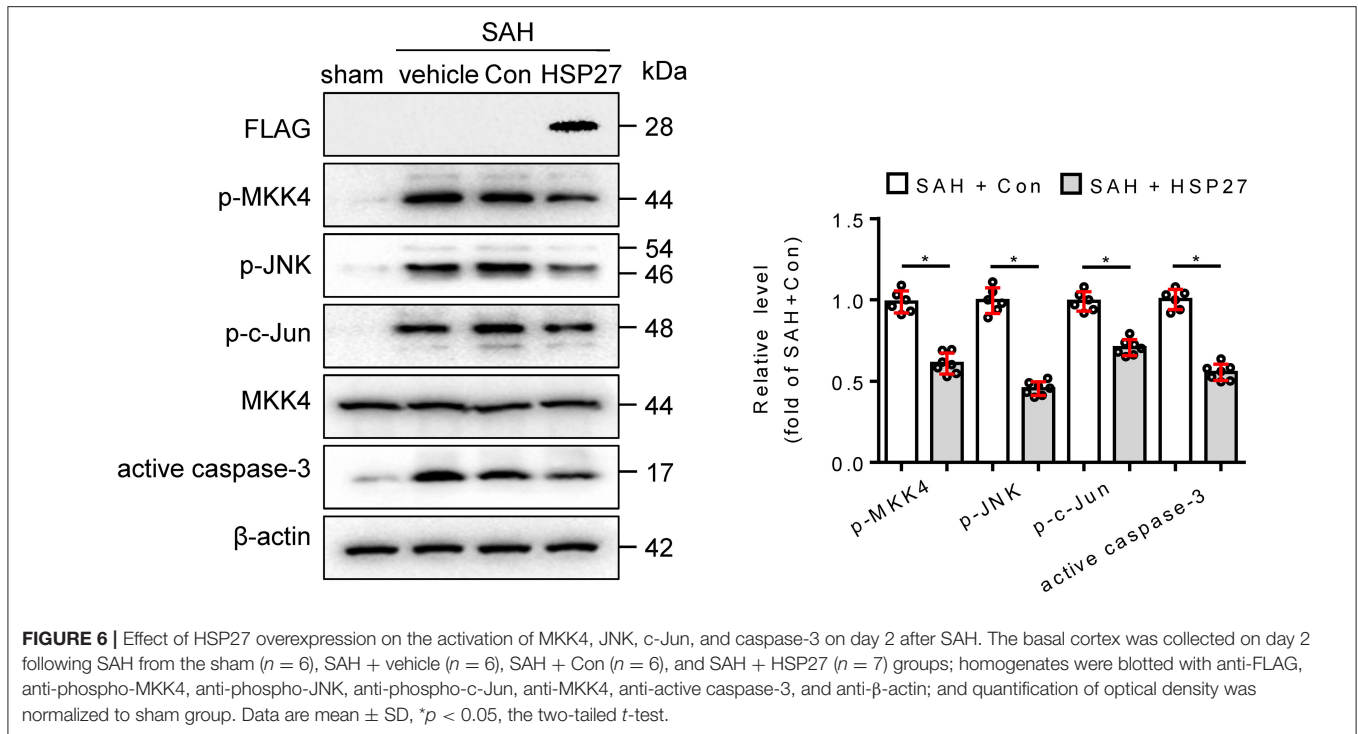 SAH
sham vehicle Con HSP27 kDa
FLAG 28
p-MKK4 44
54
p-JNK 46
p-c-Jun 48
MKK4 44
active caspase-3 17
β-actin 42
SAH + Con SAH + HSP27
Relative level
(fold of SAH+Con)
1.5
1.0
0.5
0.0
* * * *
p-MKK4
p-JNK
p-c-Jun
active caspase-3
FIGURE 6 | Effect of HSP27 overexpression on the activation of MKK4, JNK, c-Jun, and caspase-3 on day 2 after SAH. The basal cortex was collected on day 2
following SAH from the sham (n = 6), SAH + vehicle (n = 6), SAH + Con (n = 6), and SAH + HSP27 (n = 7) groups; homogenates were blotted with anti-FLAG,
anti-phospho-MKK4, anti-phospho-JNK, anti-phospho-c-Jun, anti-MKK4, anti-active caspase-3, and anti-β-actin; and quantification of optical density was
normalized to sham group. Data are mean ± SD, *p < 0.05, the two-tailed t-test.